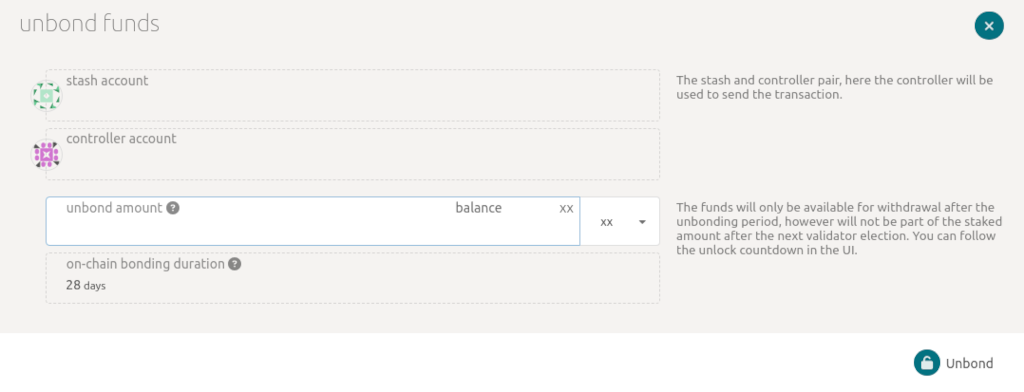 unbond funds
stash account
The stash and controller pair, here the controller will be
used to send the transaction.
controller account
unbond amount ? balance xx
xx
The funds will only be available for withdrawal after the
unbonding period, however will not be part of the staked
amount after the next validator election. You can follow
the unlock countdown in the UI.
on-chain bonding duration ?
28 days
Unbond